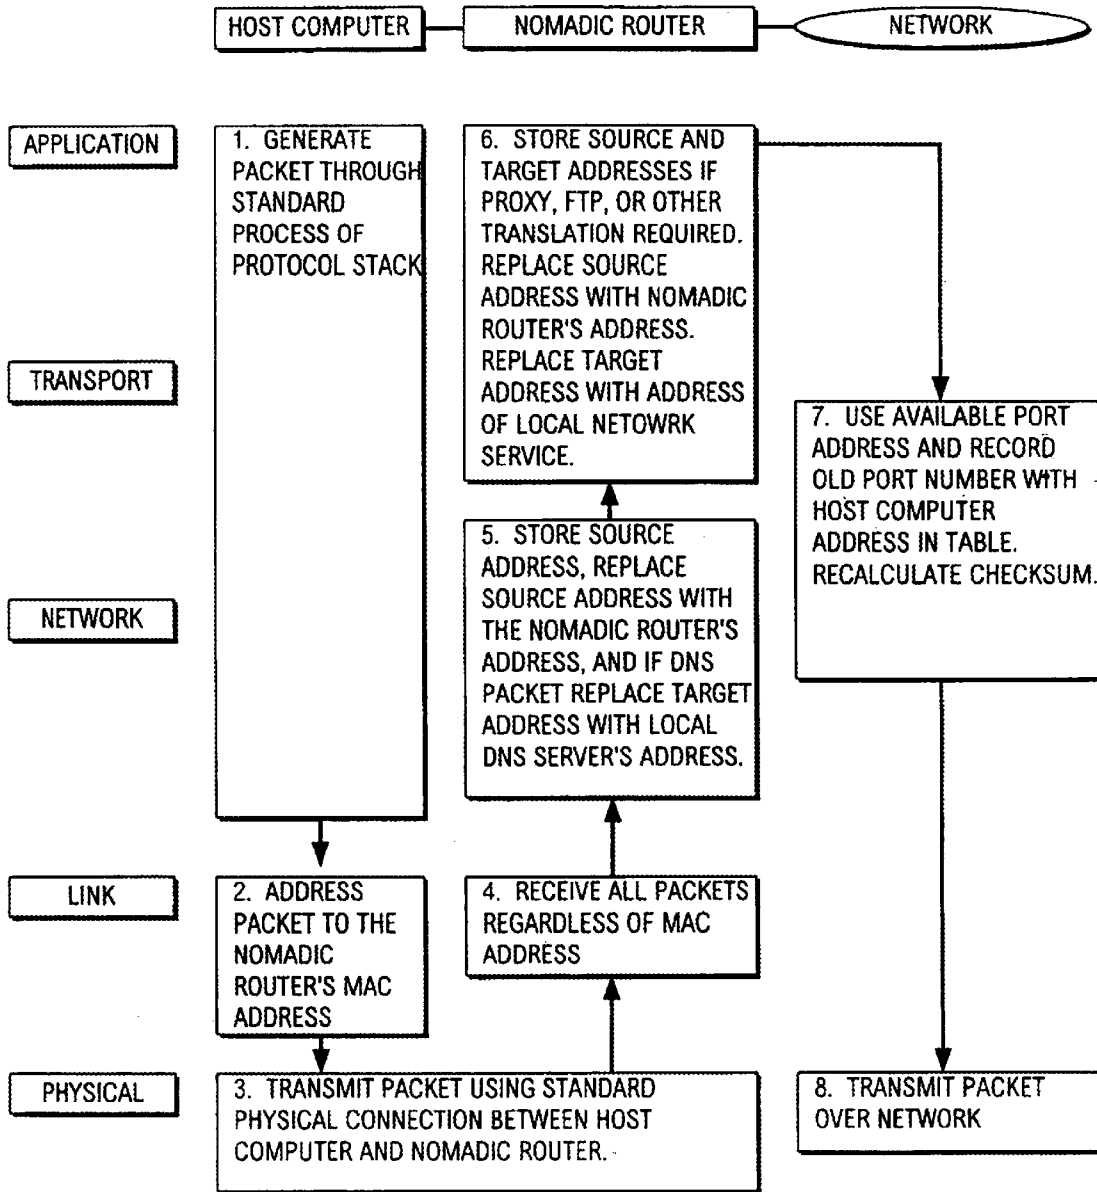 HOST COMPUTER
NOMADIC ROUTER
NETWORK
APPLICATION
TRANSPORT
NETWORK
LINK
PHYSICAL
1. GENERATE
PACKET THROUGH
STANDARD
PROCESS OF
PROTOCOL STACK
2. ADDRESS
PACKET TO THE
NOMADIC
ROUTER'S MAC
ADDRESS
3. TRANSMIT PACKET USING STANDARD
PHYSICAL CONNECTION BETWEEN HOST
COMPUTER AND NOMADIC ROUTER.
4. RECEIVE ALL PACKETS
REGARDLESS OF MAC
ADDRESS
5. STORE SOURCE
ADDRESS, REPLACE
SOURCE ADDRESS WITH
THE NOMADIC ROUTER'S
ADDRESS, AND IF DNS
PACKET REPLACE TARGET
ADDRESS WITH LOCAL
DNS SERVER'S ADDRESS.
6. STORE SOURCE AND
TARGET ADDRESSES IF
PROXY, FTP, OR OTHER
TRANSLATION REQUIRED.
REPLACE SOURCE
ADDRESS WITH NOMADIC
ROUTER'S ADDRESS.
REPLACE TARGET
ADDRESS WITH ADDRESS
OF LOCAL NETOWRK
SERVICE.
7. USE AVAILABLE PORT
ADDRESS AND RECORD
OLD PORT NUMBER WITH
HOST COMPUTER
ADDRESS IN TABLE.
RECALCULATE CHECKSUM.
8. TRANSMIT PACKET
OVER NETWORK